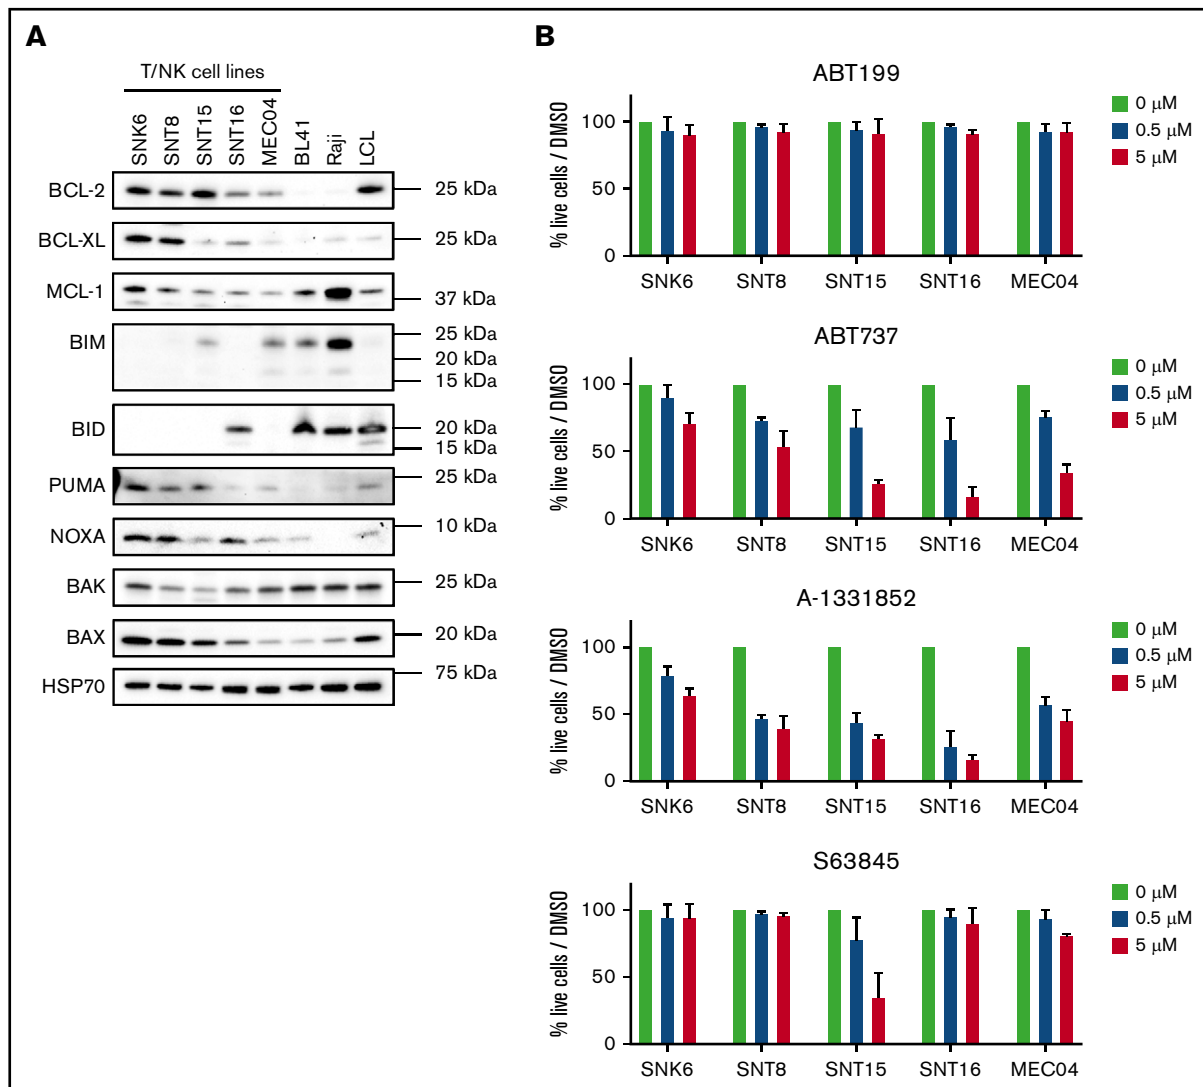 A
T/NK cell lines
SNK6
SNT8
SNT15
SNT16
MEC04
BL41
Raji
LCL
BCL-2
25 kDa
BCL-XL
25 kDa
MCL-1
37 kDa
BIM
25 kDa
20 kDa
15 kDa
BID
20 kDa
15 kDa
PUMA
25 kDa
NOXA
10 kDa
BAK
25 kDa
BAX
20 kDa
HSP70
75 kDa
B
ABT199
% live cells / DMSO
100
50
0
SNK6 SNT8 SNT15 SNT16 MEC04
0 µM
0.5 µM
5 µM
ABT737
% live cells / DMSO
100
50
0
SNK6 SNT8 SNT15 SNT16 MEC04
0 µM
0.5 µM
5 µM
A-1331852
% live cells / DMSO
100
50
0
SNK6 SNT8 SNT15 SNT16 MEC04
0 µM
0.5 µM
5 µM
S63845
% live cells / DMSO
100
50
0
SNK6 SNT8 SNT15 SNT16 MEC04
0 µM
0.5 µM
5 µM